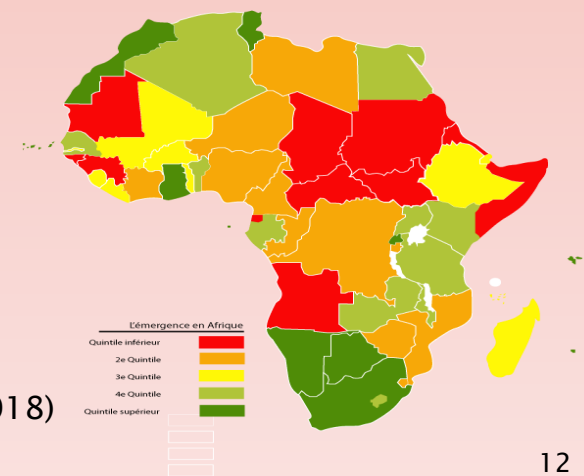 L'émergence en Afrique
Quintile inférieur
2e Quintile
3e Quintile
4e Quintile
Quintile supérieur
018)
12